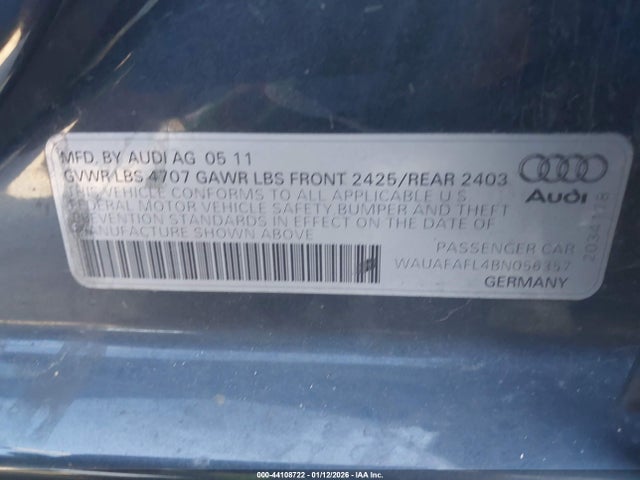 MFD. BY AUDI AG 05 11
GVWR LBS 4707 GAWR LBS FRONT 2425/REAR 2403
THIS VEHICLE CONFORMS TO ALL APPLICABLE U S
FEDERAL MOTOR VEHICLE SAFETY BUMPER AND THEFT
PREVENTION STANDARDS IN EFFECT ON THE DATE OF
MANUFACTURE SHOWN ABOVE
Audi
PASSENGER CAR
WAUAFAFL4BN056357
GERMANY
000-44108722 - 01/12/2026 - IAA Inc.